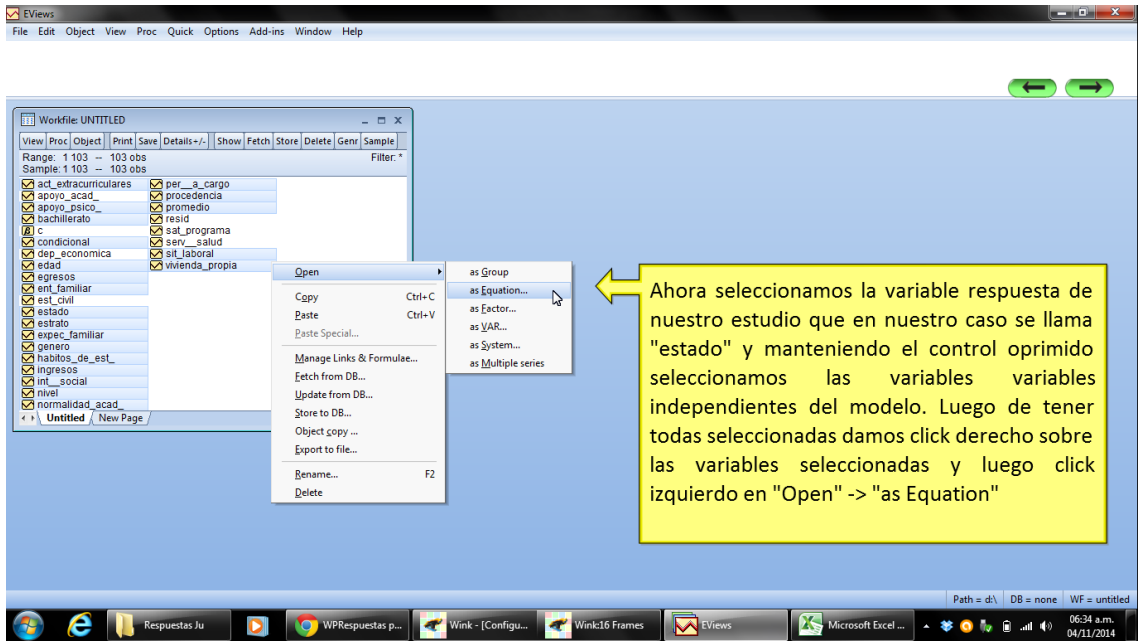 EViews
File Edit Object View Proc Quick Options Add-ins Window Help
Workfile: UNTITLED
View Proc Object Print Save Details+/- Show Fetch Store Delete Genr Sample
Range: 1 103 -- 103 obs Filter: *
Sample: 1 103 -- 103 obs
act_extracurriculares
apoyo_acad_
apoyo_psico_
bachillerato
c
condicional
dep_economica
edad
egresos
ent_familiar
est_civil
estado
estrato
expec_familiar
genero
habitos_de_est_
ingresos
int__social
nivel
normalidad_acad_
per__a_cargo
procedencia
promedio
resid
sat_programa
serv__salud
sit_laboral
vivienda_propia
Untitled New Page
Open
Copy Ctrl+C
Paste Ctrl+V
Paste Special...
Manage Links & Formulae...
Fetch from DB...
Update from DB...
Store to DB...
Object copy ...
Export to file...
Rename... F2
Delete
as Group
as Equation...
as Factor...
as VAR...
as System...
as Multiple series
Ahora seleccionamos la variable respuesta de
nuestro estudio que en nuestro caso se llama
"estado" y manteniendo el control oprimido
seleccionamos las variables variables
independientes del modelo. Luego de tener
todas seleccionadas damos click derecho sobre
las variables seleccionadas y luego click
izquierdo en "Open" -> "as Equation"
Path = d:\ DB = none WF = untitled
Respuestas Ju
WPRespuestas p...
Wink - [Configu...
Wink:16 Frames
EViews
Microsoft Excel ...
06:34 a.m.
04/11/2014